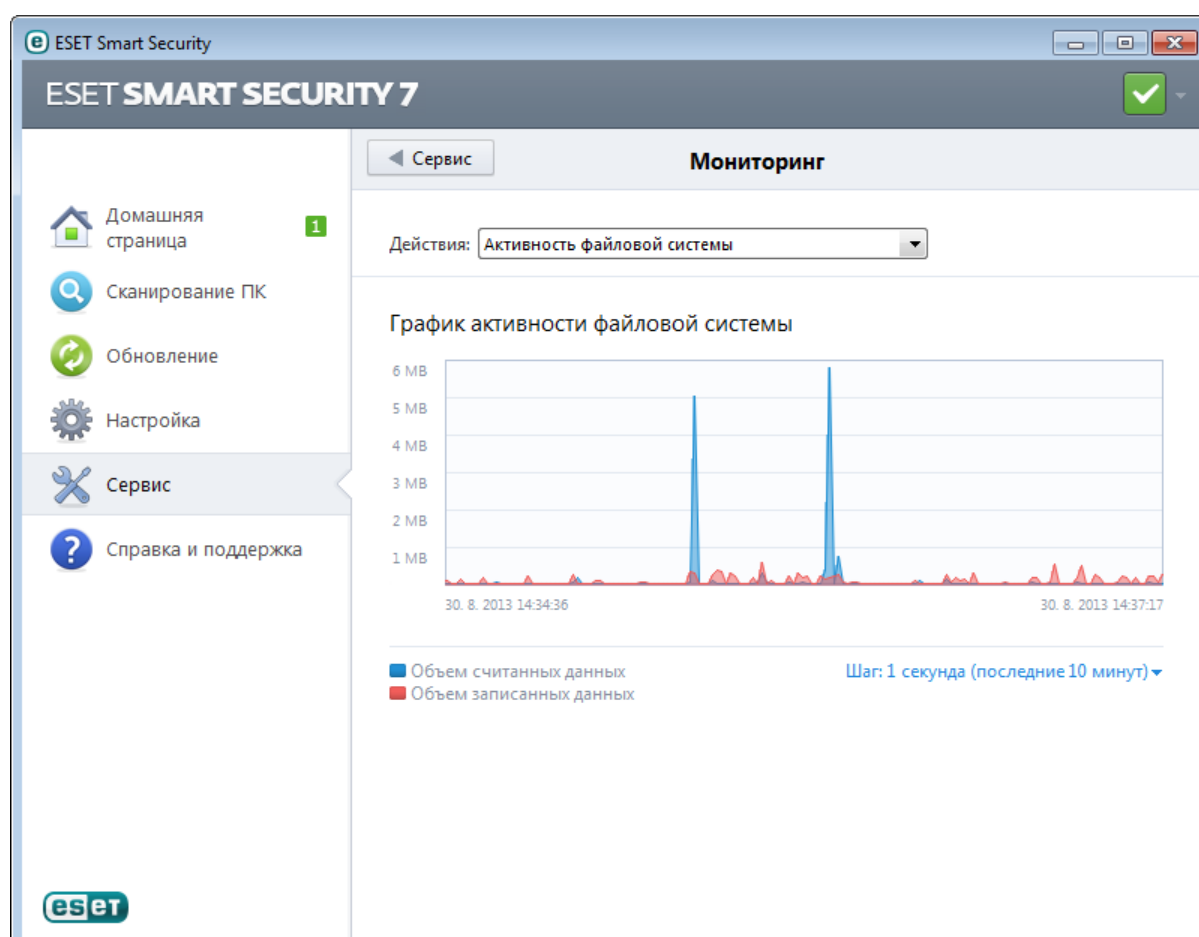 ESET Smart Security
ESET SMART SECURITY 7
Сервис
Мониторинг
Домашняя
страница
1
Сканирование ПК
Обновление
Настройка
Сервис
Справка и поддержка
Действия: Активность файловой системы
График активности файловой системы
6 MB
5 MB
4 MB
3 MB
2 MB
1 MB
30. 8. 2013 14:34:36
30. 8. 2013 14:37:17
Объем считанных данных
Объем записанных данных
Шаг: 1 секунда (последние 10 минут)
eset